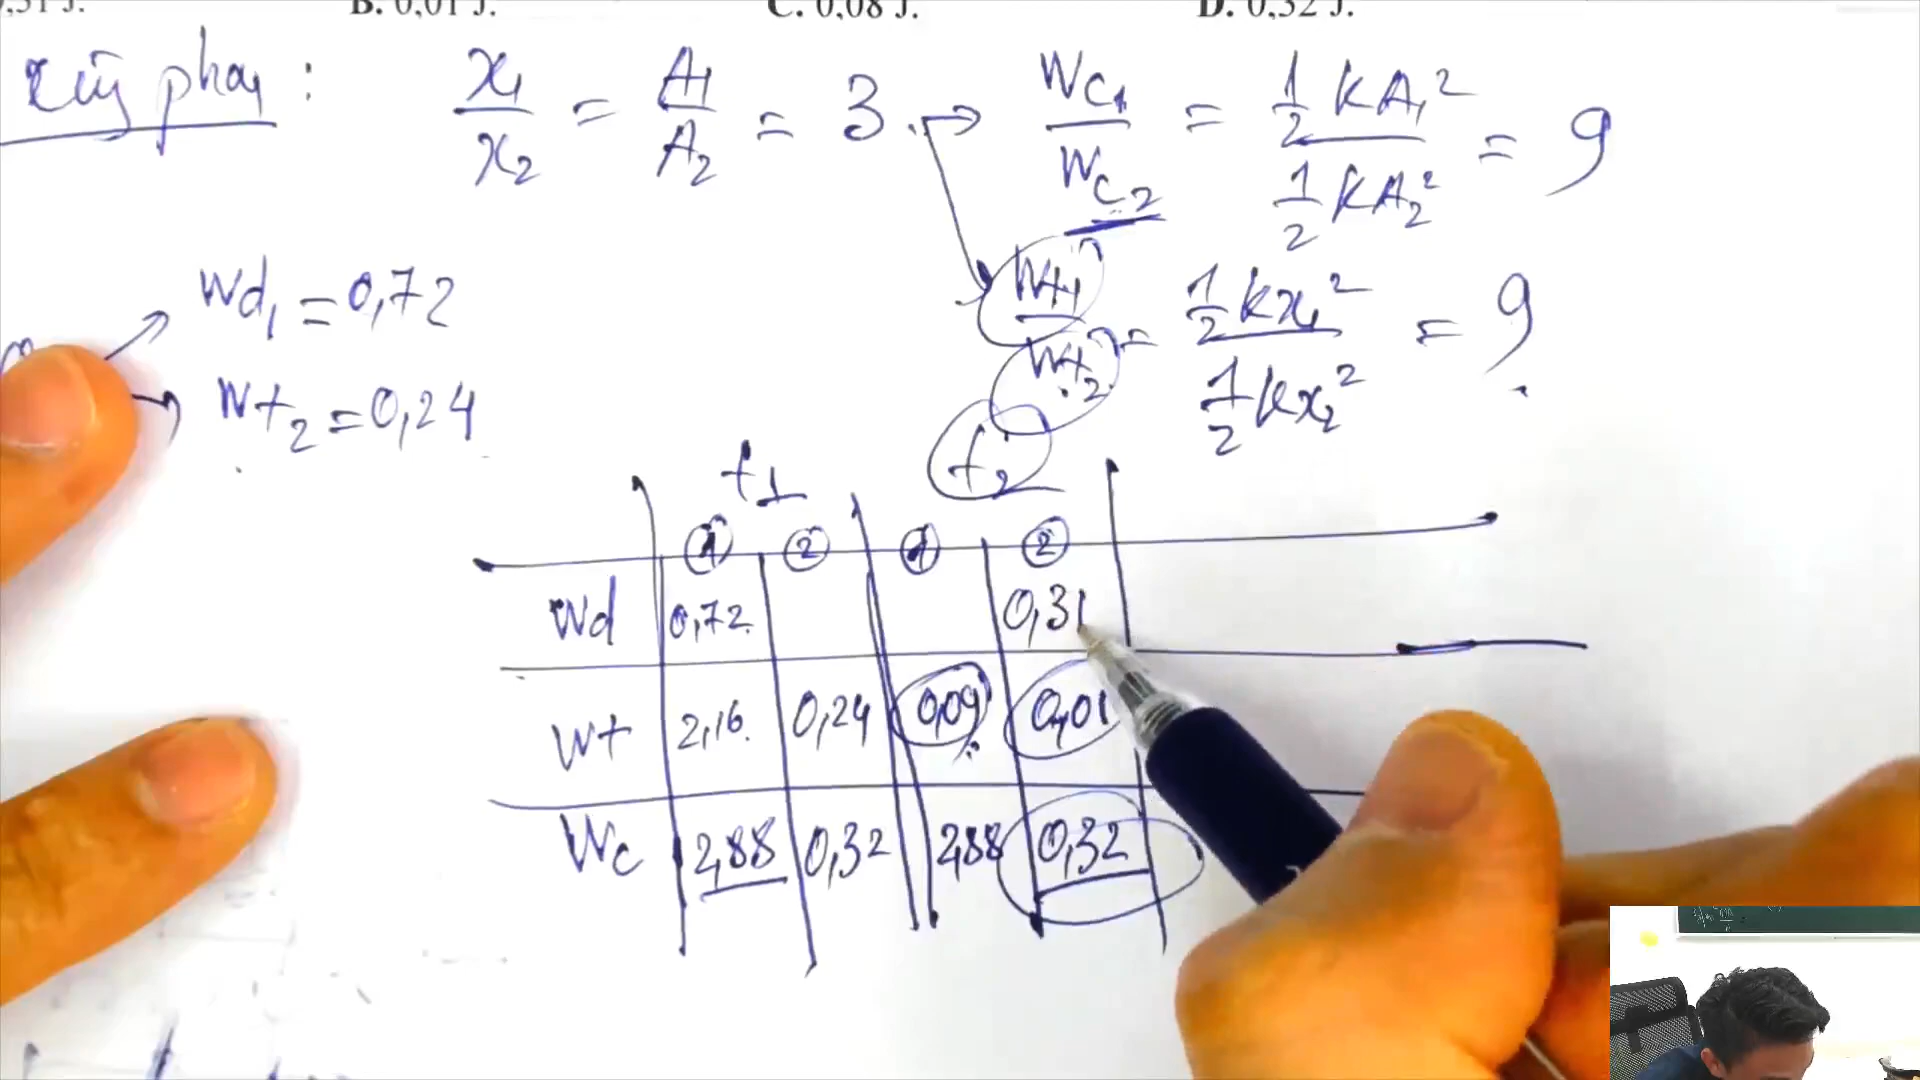 ,31 J. B. 0,01 J. C. 0,08 J. D. 0,32 J.
: x₁/x₂ = A₁/A₂ = 3 → Wc₁/Wc₂ = ½kA₁²/½kA₂² = 9
Wt₁/Wt₂ = ½kx₁²/½kx₂² = 9
Wd₁ = 0,72
Wt₂ = 0,24
t₁ t₂
① ② ① ②
Wd 0,72 0,31
Wt 2,16 0,24 0,09 0,01
Wc 2,88 0,32 2,88 0,32